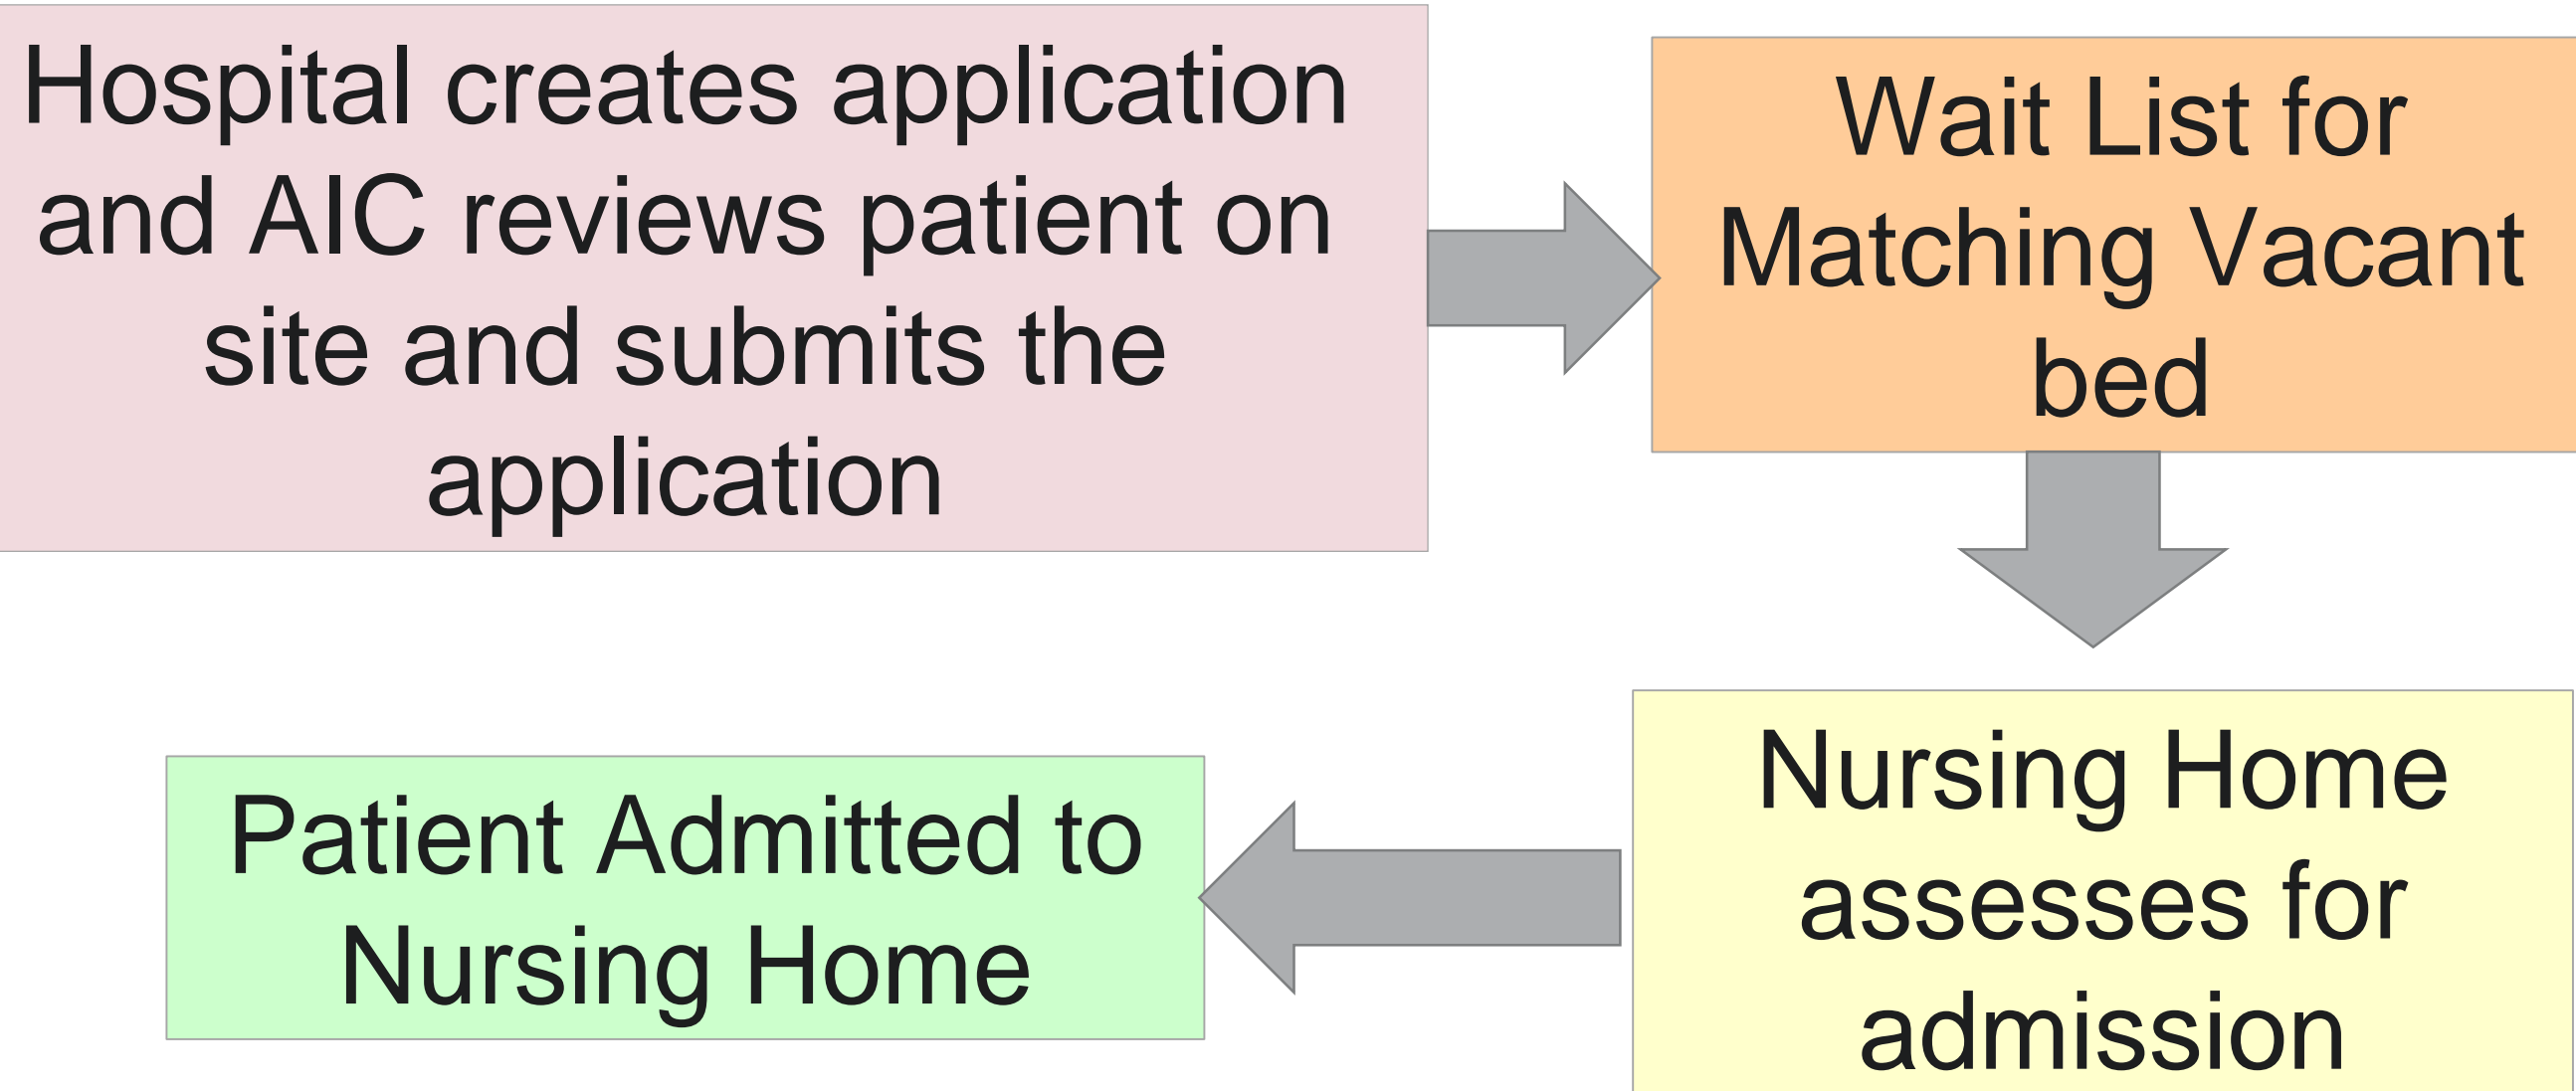 Hospital creates application
and AIC reviews patient on
site and submits the
application
Wait List for
Matching Vacant
bed
Nursing Home
assesses for
admission
Patient Admitted to
Nursing Home